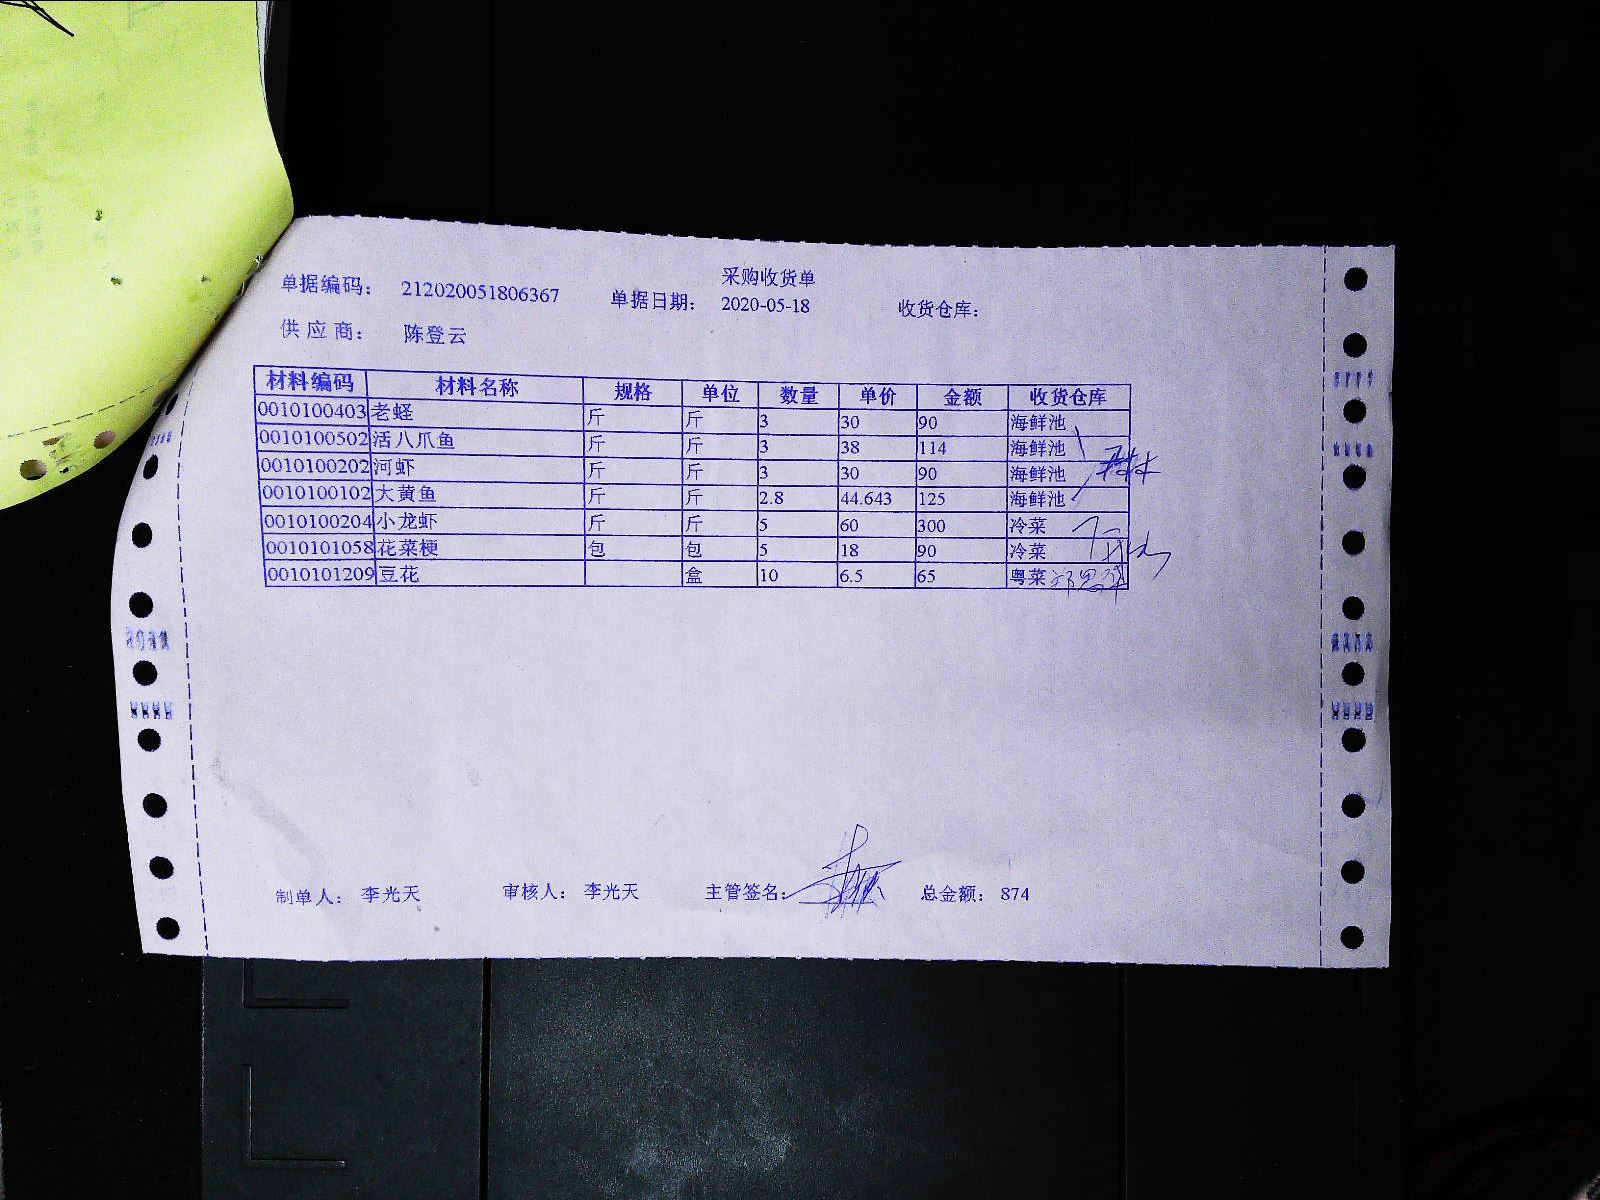 采购收货单
单据编码： 212020051806367 单据日期： 2020-05-18 收货仓库：
供应商： 陈登云
材料编码 材料名称 规格 单位 数量 单价 金额 收货仓库
0010100403 老蛏 斤 斤 3 30 90 海鲜池
0010100502 活八爪鱼 斤 斤 3 38 114 海鲜池
0010100202 河虾 斤 斤 3 30 90 海鲜池
0010100102 大黄鱼 斤 斤 2.8 44.643 125 海鲜池
0010100204 小龙虾 斤 斤 5 60 300 冷菜
0010101058 花菜梗 包 包 5 18 90 冷菜
0010101209 豆花 盒 10 6.5 65 粤菜
制单人： 李光天 审核人： 李光天 主管签名： 总金额： 874